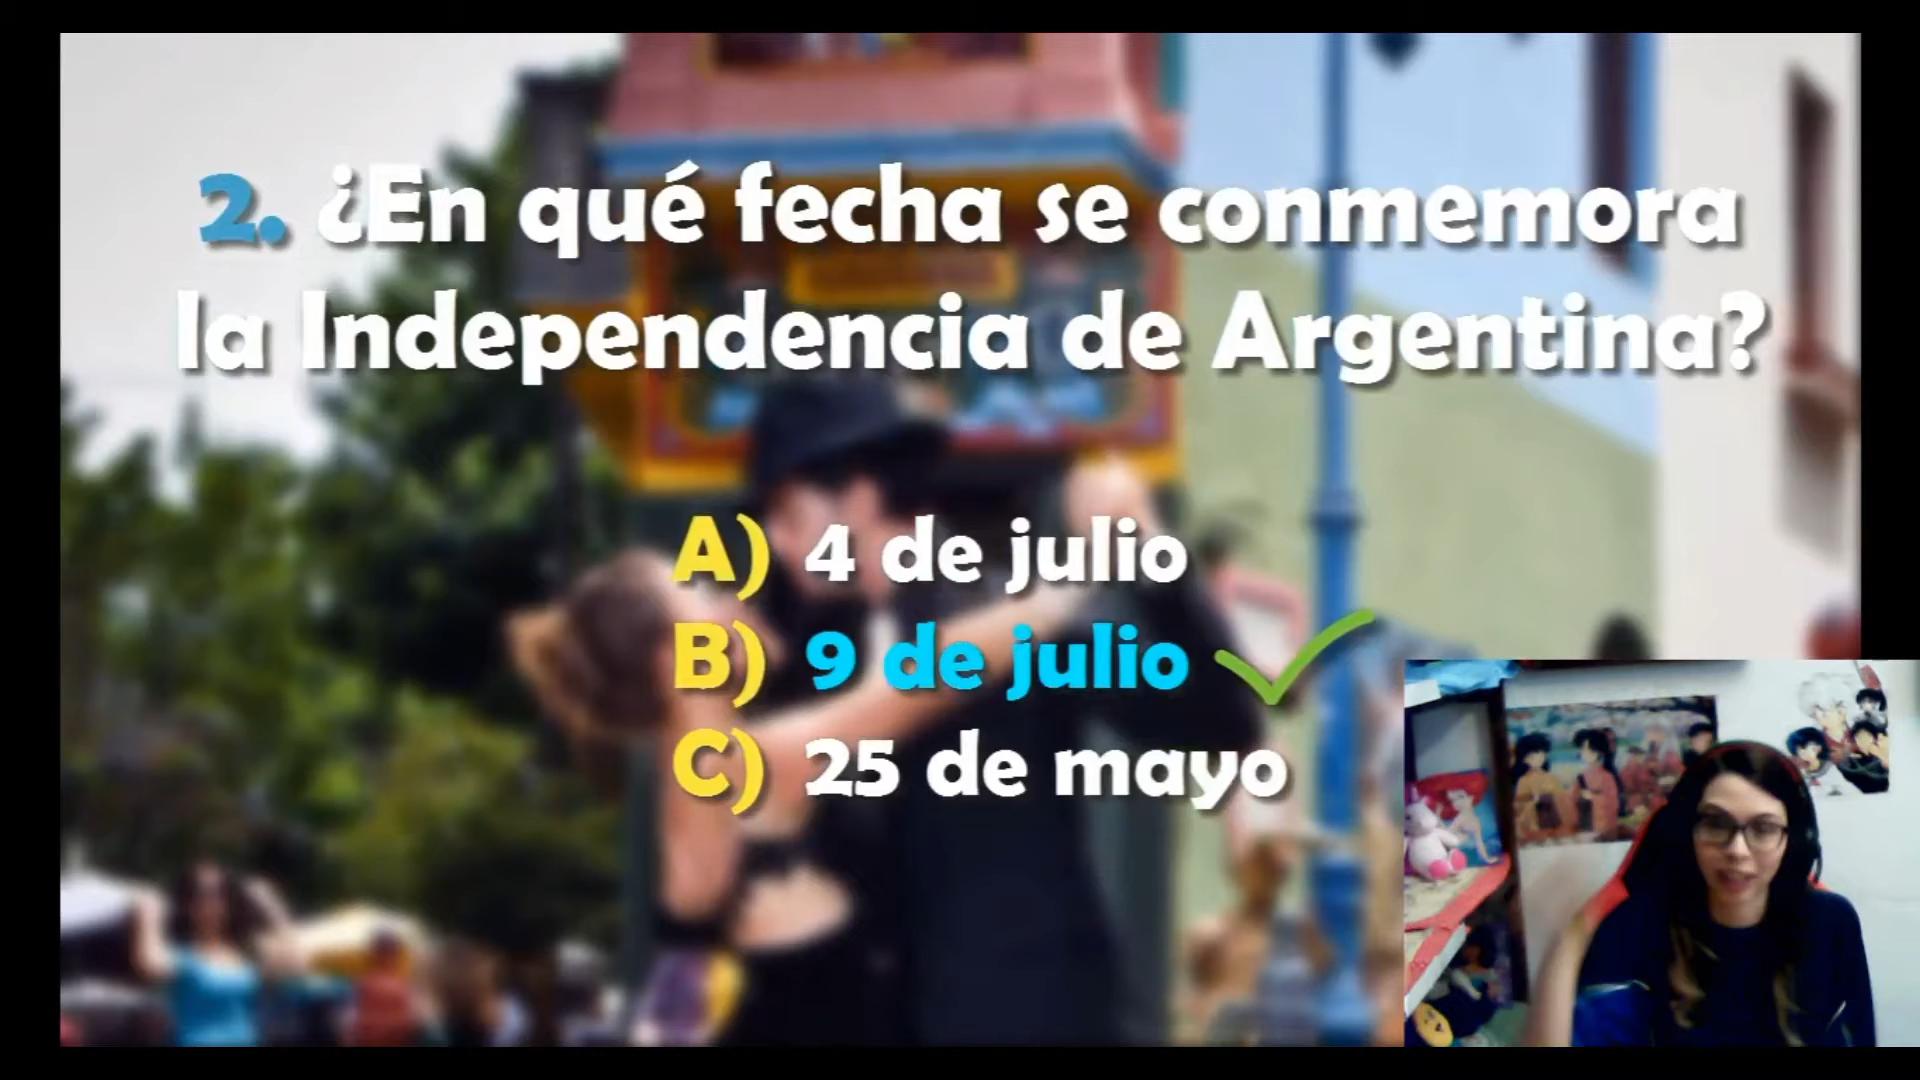 2. ¿En qué fecha se conmemora
la Independencia de Argentina?
A) 4 de julio
B) 9 de julio
C) 25 de mayo